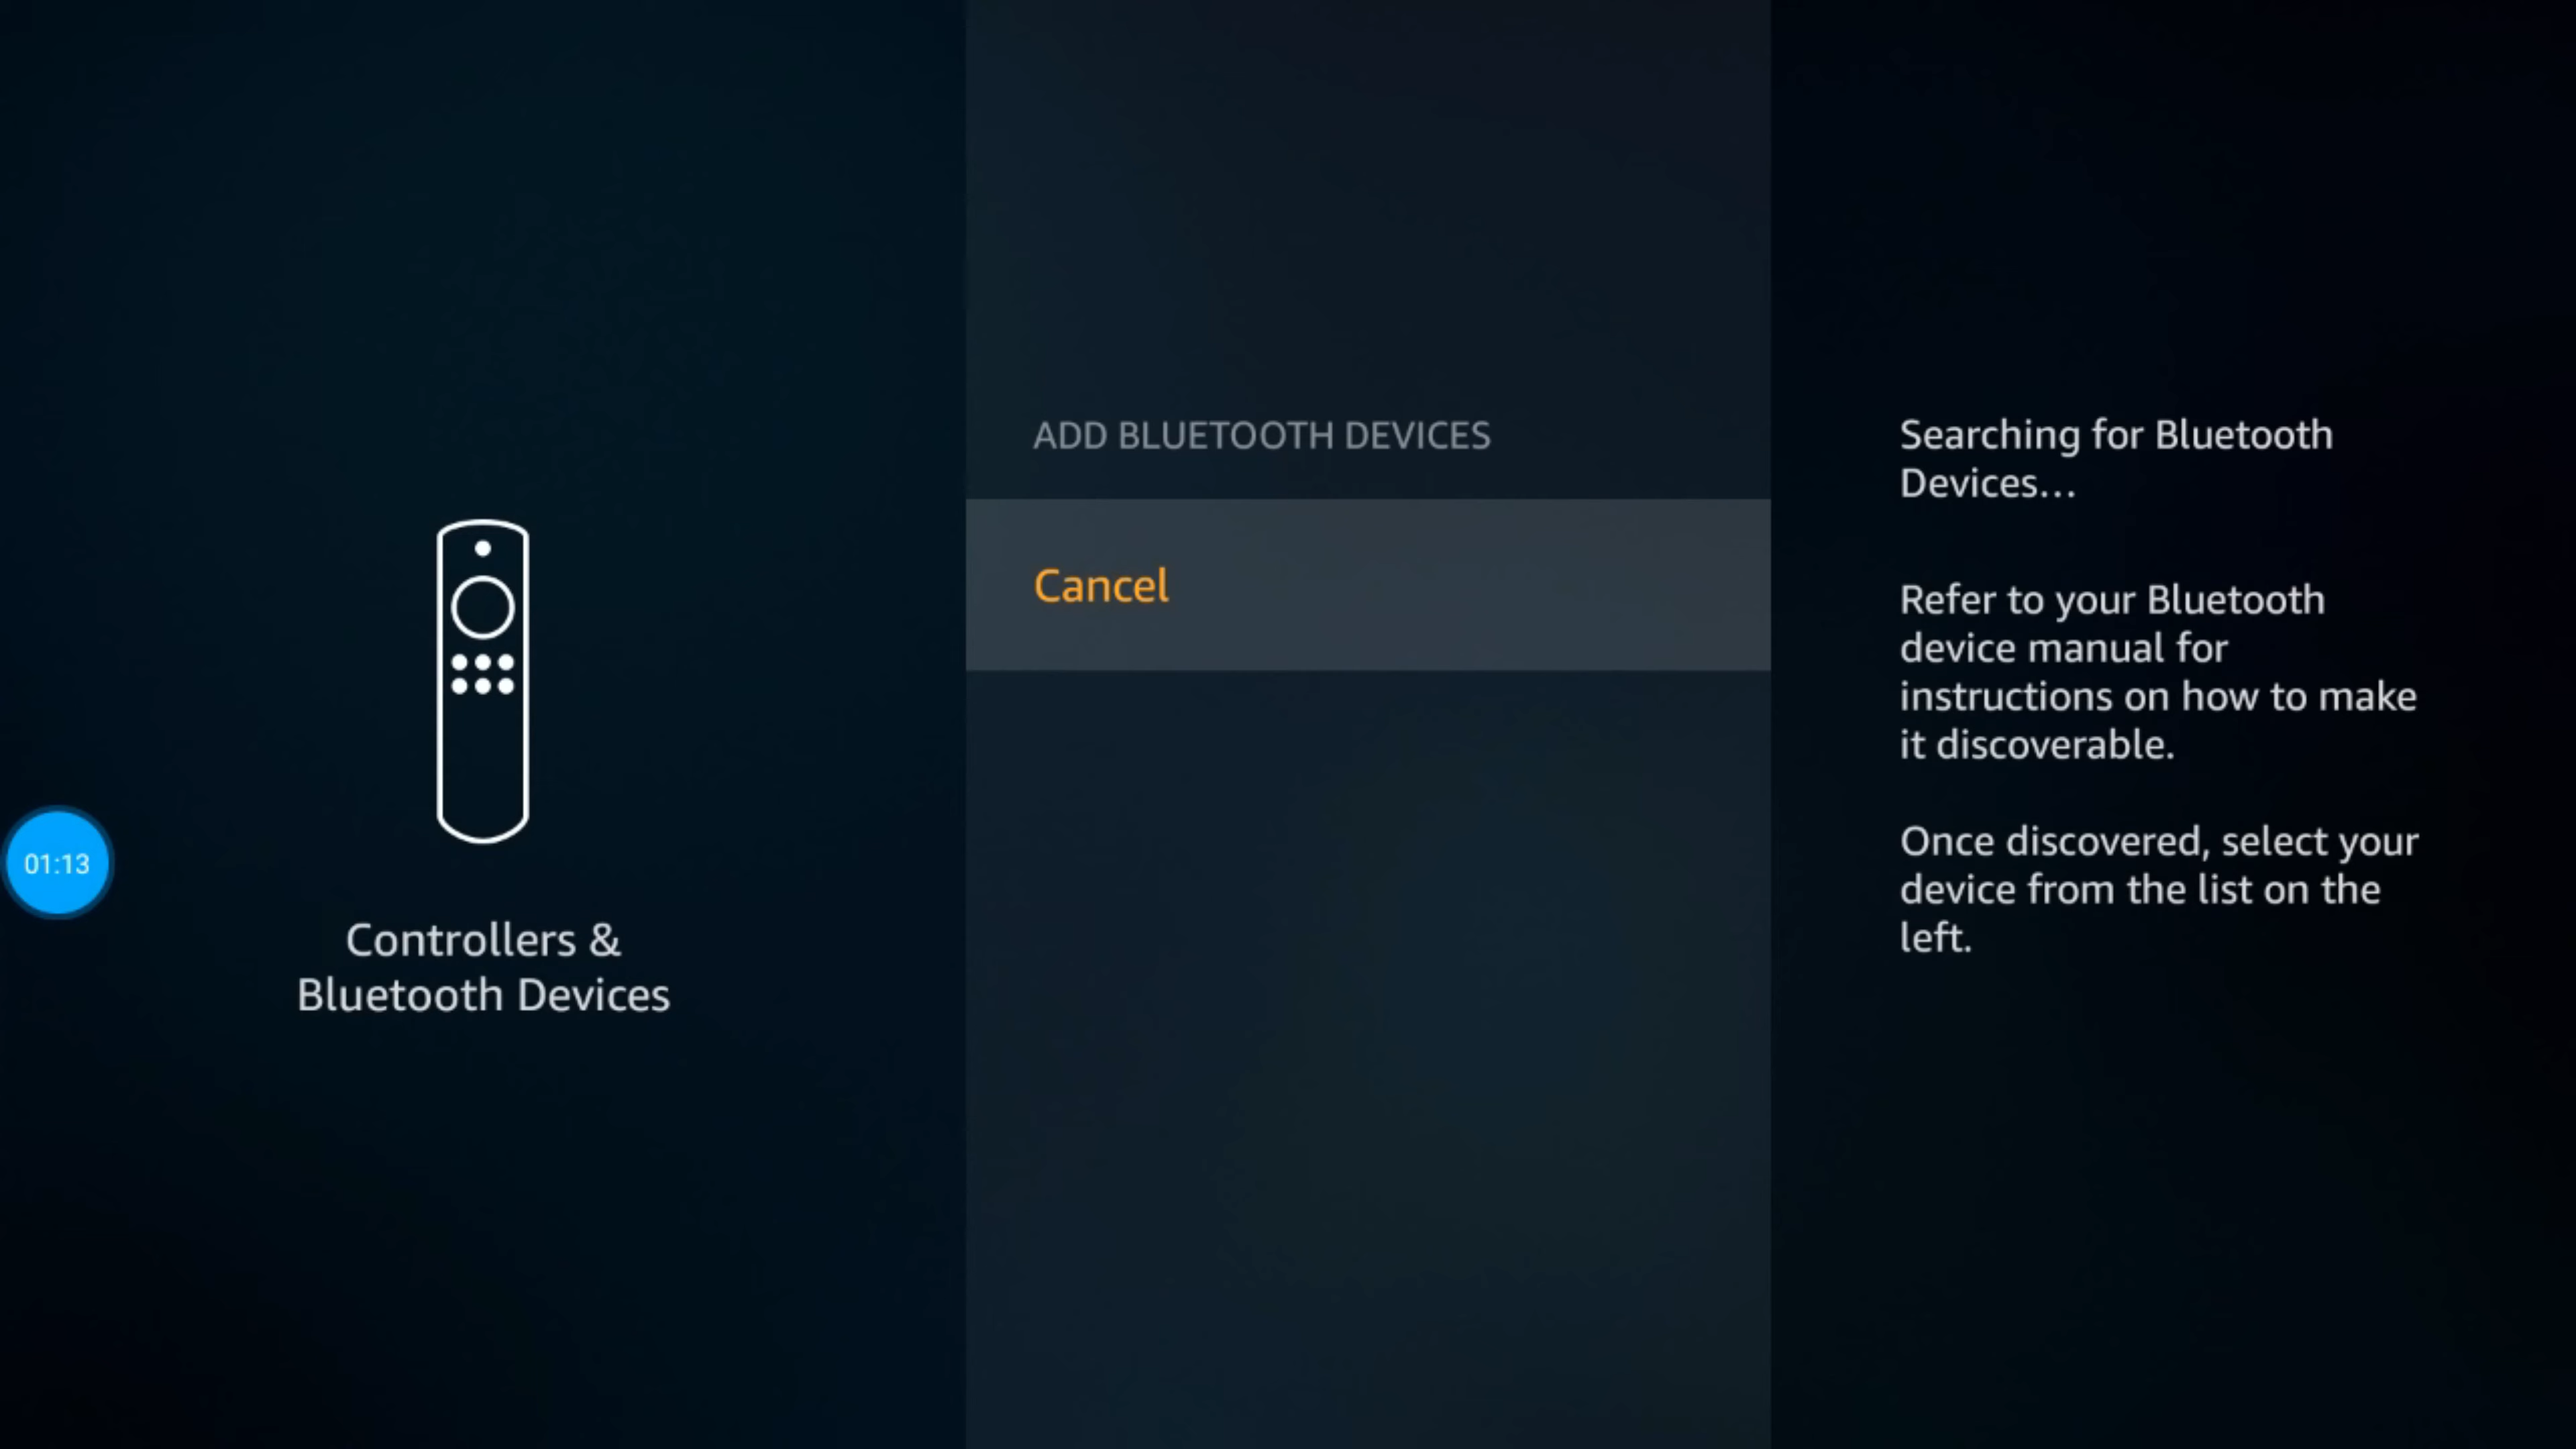 ADD BLUETOOTH DEVICES
Cancel
01:13
Controllers &
Bluetooth Devices
Searching for Bluetooth
Devices...
Refer to your Bluetooth
device manual for
instructions on how to make
it discoverable.
Once discovered, select your
device from the list on the
left.